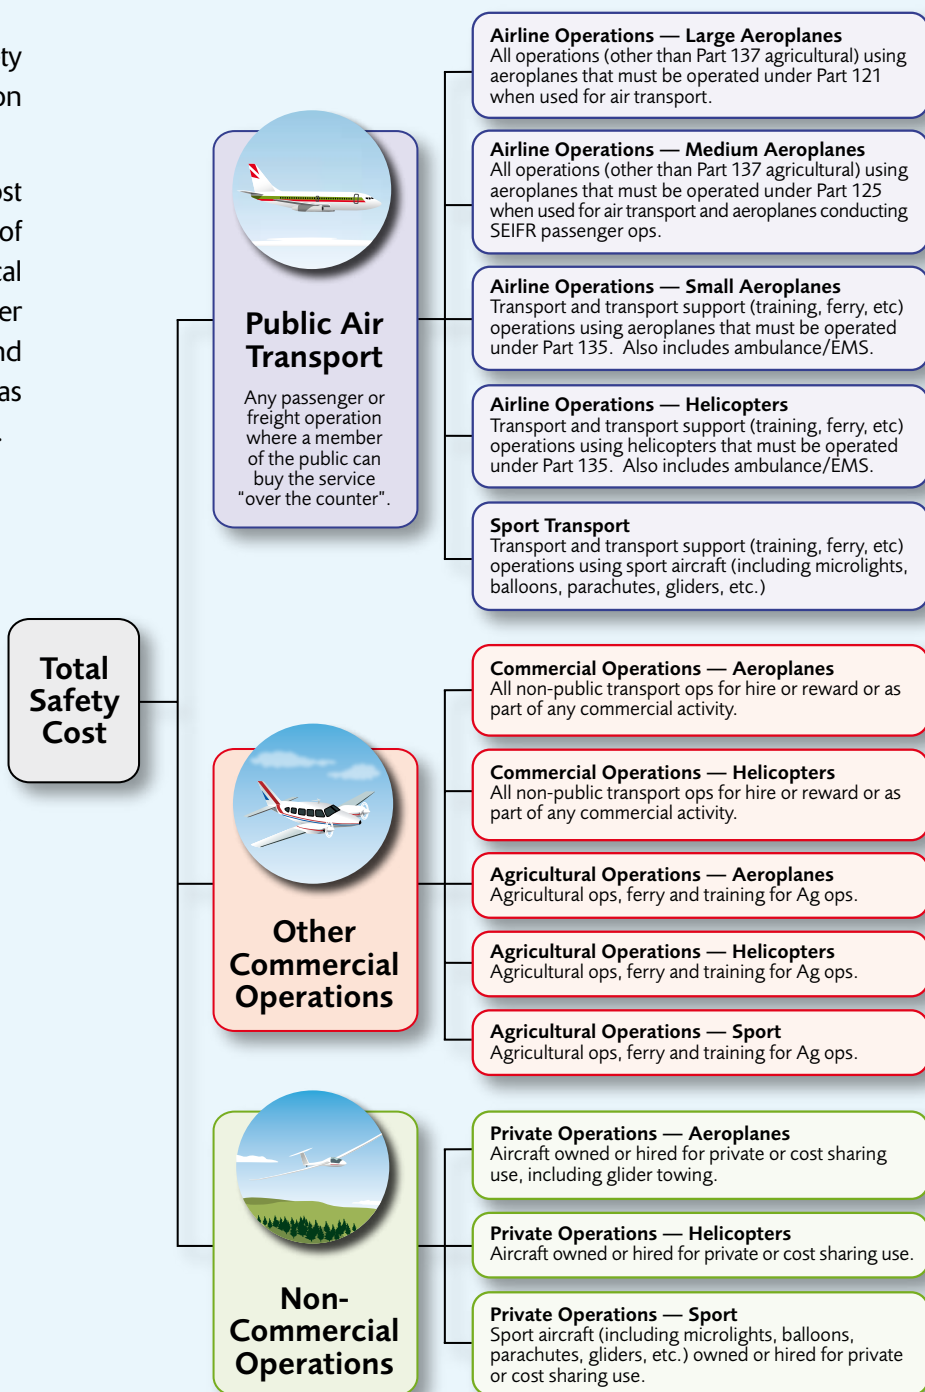 ty
on
ost
of
cal
er
nd
as
.
Total
Safety
Cost
Public Air
Transport
Any passenger or
freight operation
where a member
of the public can
buy the service
“over the counter”.
Airline Operations — Large Aeroplanes
All operations (other than Part 137 agricultural) using
aeroplanes that must be operated under Part 121
when used for air transport.
Airline Operations — Medium Aeroplanes
All operations (other than Part 137 agricultural) using
aeroplanes that must be operated under Part 125
when used for air transport and aeroplanes conducting
SEIFR passenger ops.
Airline Operations — Small Aeroplanes
Transport and transport support (training, ferry, etc)
operations using aeroplanes that must be operated
under Part 135.  Also includes ambulance/EMS.
Airline Operations — Helicopters
Transport and transport support (training, ferry, etc)
operations using helicopters that must be operated
under Part 135.  Also includes ambulance/EMS.
Sport Transport
Transport and transport support (training, ferry, etc)
operations using sport aircraft (including microlights,
balloons, parachutes, gliders, etc.)
Other
Commercial
Operations
Commercial Operations — Aeroplanes
All non-public transport ops for hire or reward or as
part of any commercial activity.
Commercial Operations — Helicopters
All non-public transport ops for hire or reward or as
part of any commercial activity.
Agricultural Operations — Aeroplanes
Agricultural ops, ferry and training for Ag ops.
Agricultural Operations — Helicopters
Agricultural ops, ferry and training for Ag ops.
Agricultural Operations — Sport
Agricultural ops, ferry and training for Ag ops.
Non-
Commercial
Operations
Private Operations — Aeroplanes
Aircraft owned or hired for private or cost sharing
use, including glider towing.
Private Operations — Helicopters
Aircraft owned or hired for private or cost sharing use.
Private Operations — Sport
Sport aircraft (including microlights, balloons,
parachutes, gliders, etc.) owned or hired for private
or cost sharing use.